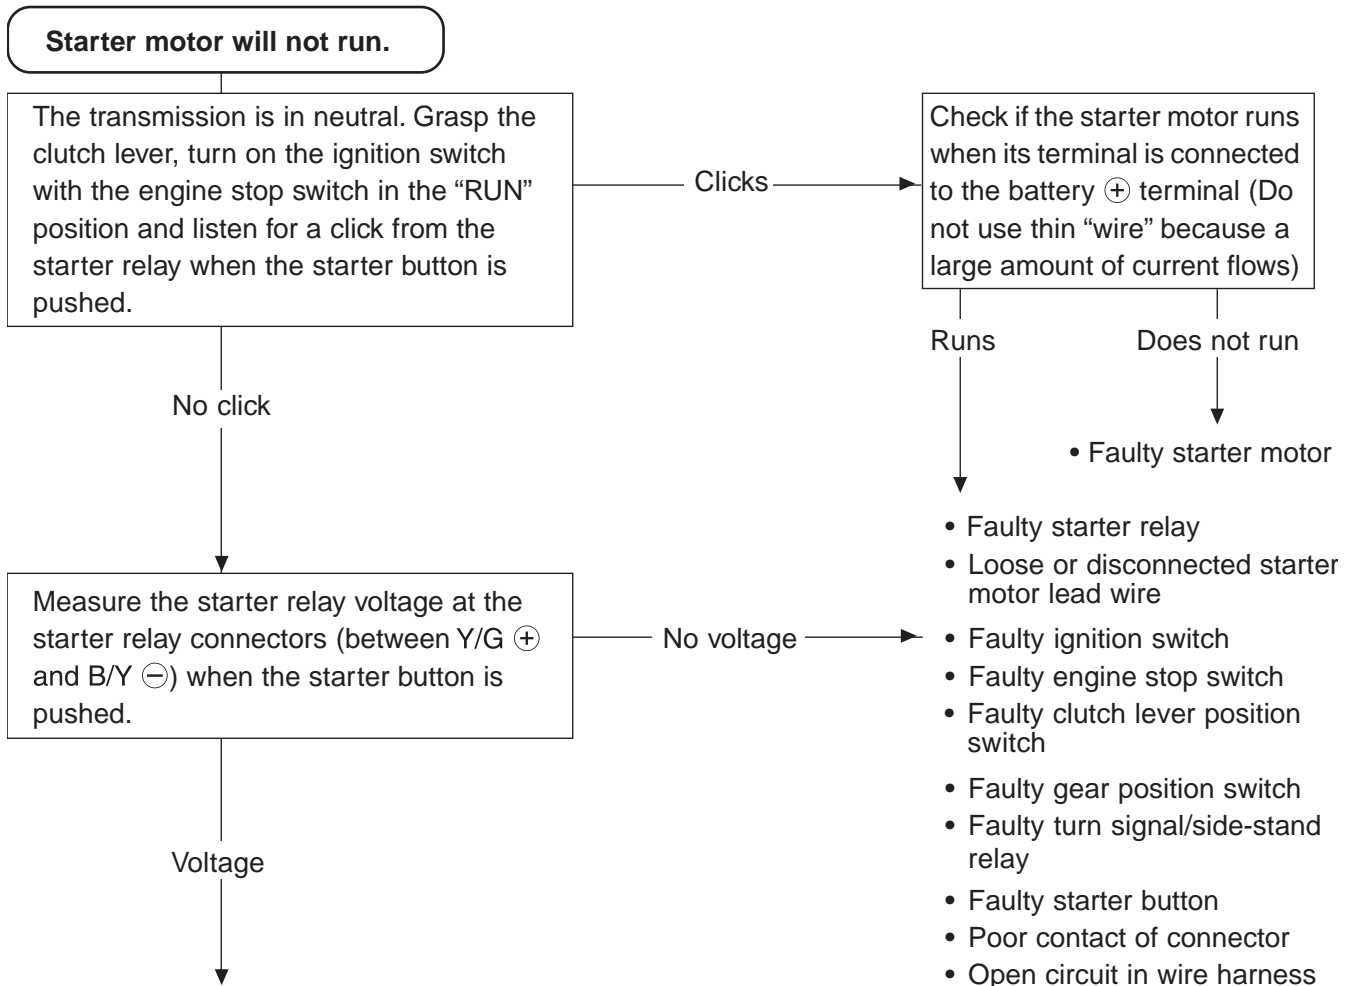 Starter motor will not run.
The transmission is in neutral. Grasp the
clutch lever, turn on the ignition switch
with the engine stop switch in the “RUN”
position and listen for a click from the
starter relay when the starter button is
pushed.
Clicks
Check if the starter motor runs
when its terminal is connected
to the battery ⊕ terminal (Do
not use thin “wire” because a
large amount of current flows)
Runs
Does not run
• Faulty starter motor
No click
• Faulty starter relay
• Loose or disconnected starter
motor lead wire
Measure the starter relay voltage at the
starter relay connectors (between Y/G ⊕
and B/Y ⊖) when the starter button is
pushed.
No voltage
• Faulty ignition switch
• Faulty engine stop switch
• Faulty clutch lever position
switch
• Faulty gear position switch
• Faulty turn signal/side-stand
relay
• Faulty starter button
• Poor contact of connector
• Open circuit in wire harness
Voltage